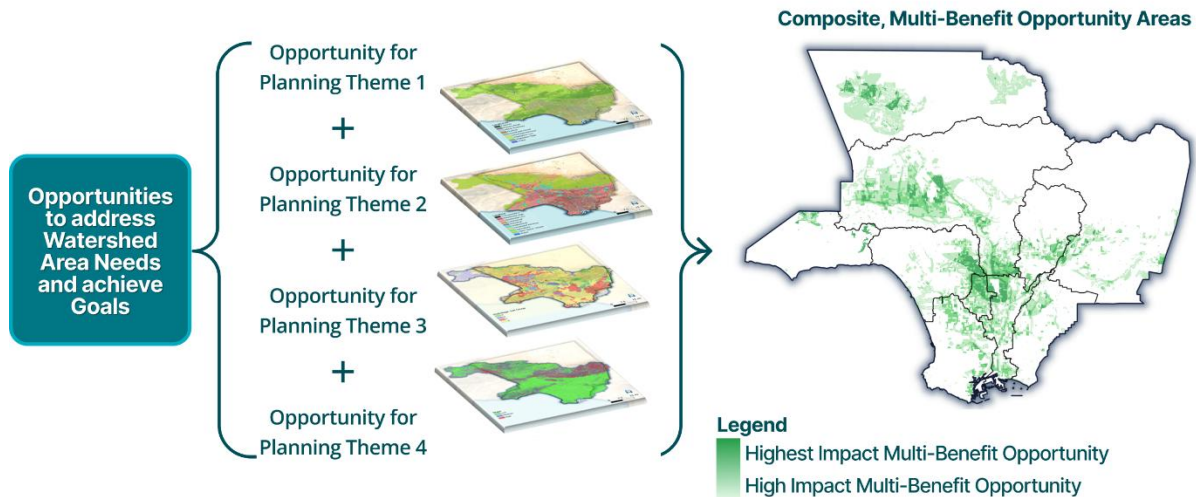 Opportunities
to address
Watershed
Area Needs
and achieve
Goals
Opportunity for
Planning Theme 1
+
Opportunity for
Planning Theme 2
+
Opportunity for
Planning Theme 3
+
Opportunity for
Planning Theme 4
Composite, Multi-Benefit Opportunity Areas
Legend
Highest Impact Multi-Benefit Opportunity
High Impact Multi-Benefit Opportunity